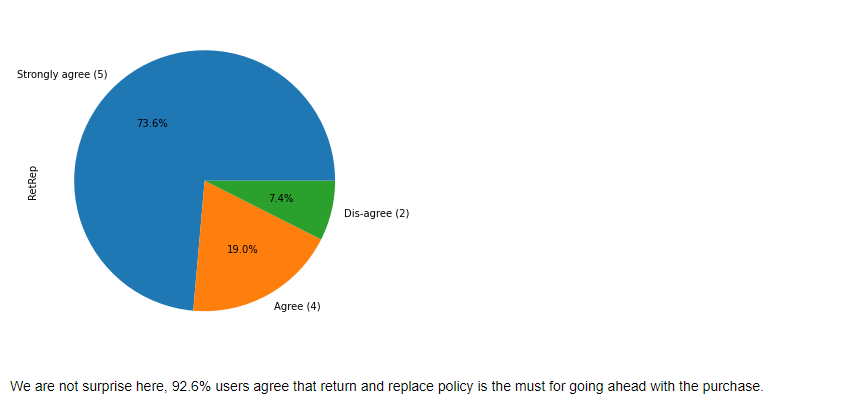 Strongly agree (5)
73.6%
RetRep
7.4%
Dis-agree (2)
19.0%
Agree (4)
We are not surprise here, 92.6% users agree that return and replace policy is the must for going ahead with the purchase.